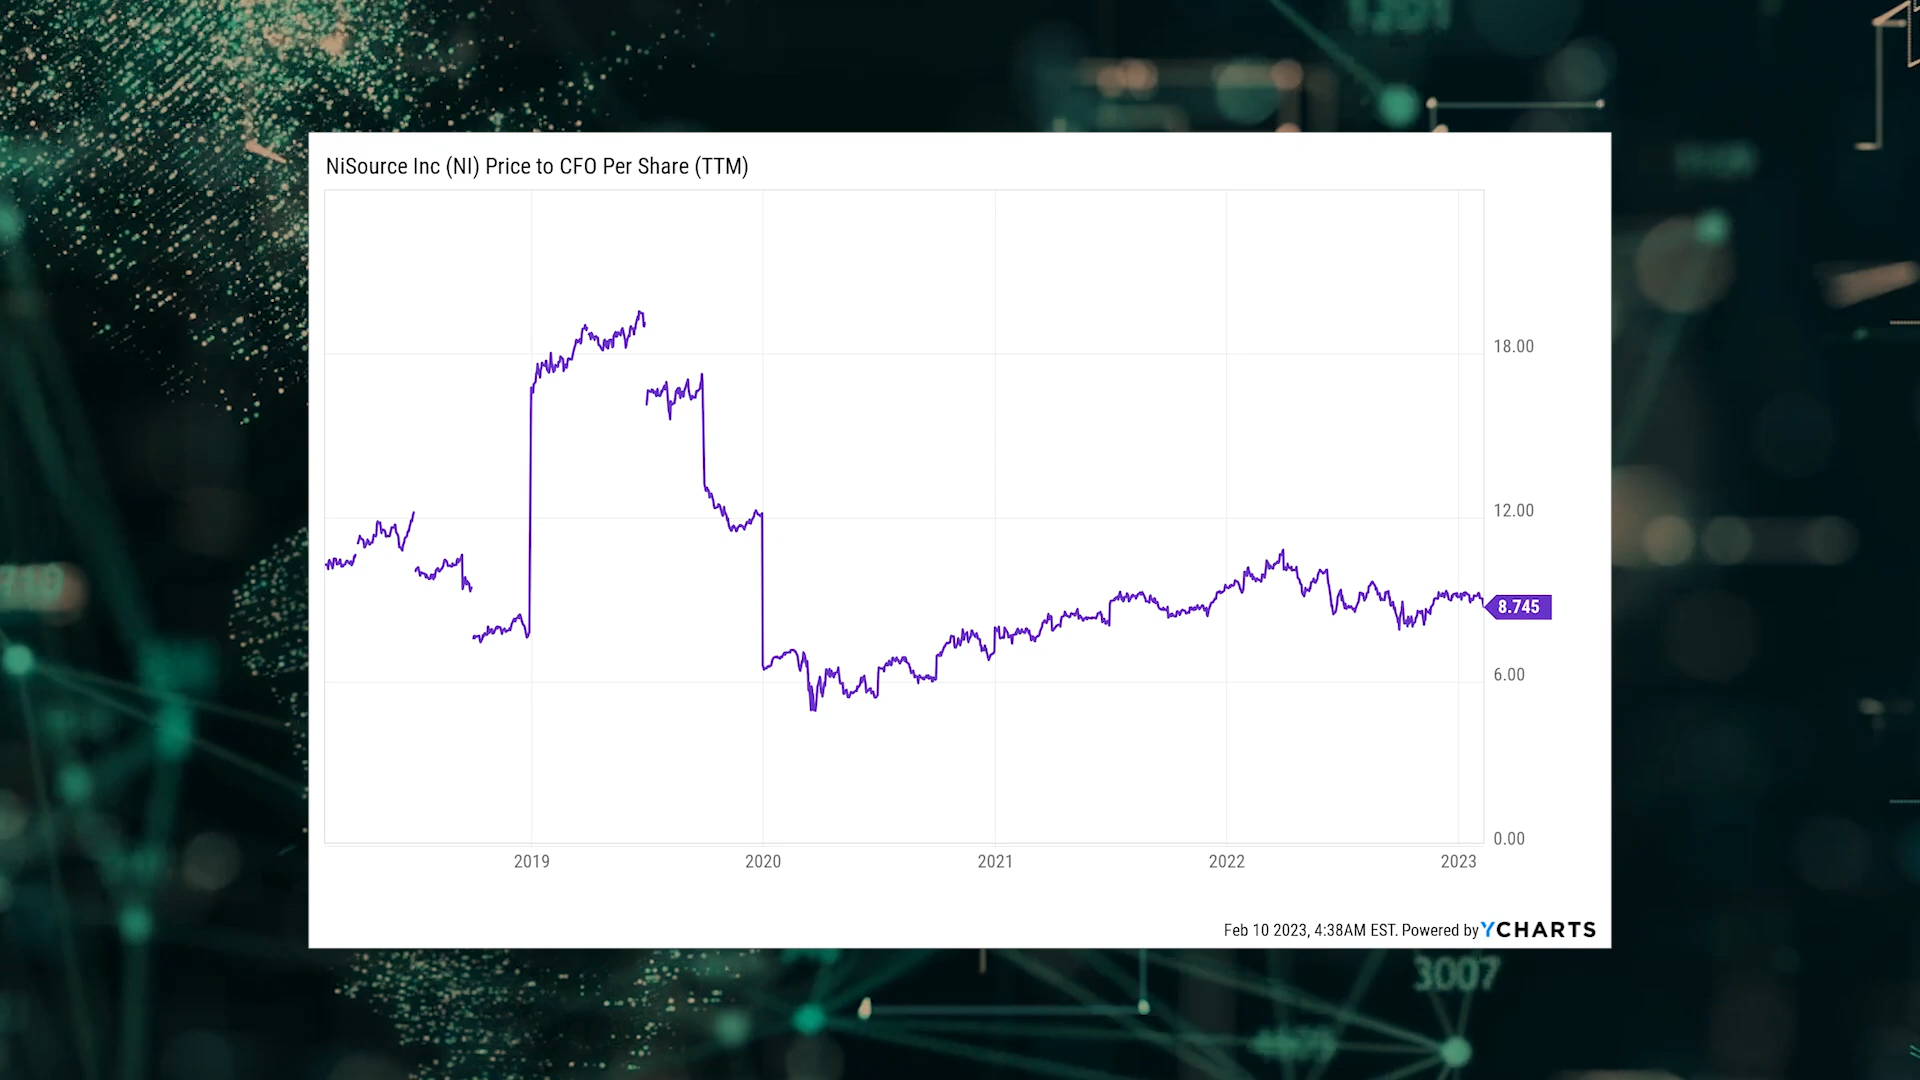 NiSource Inc (NI) Price to CFO Per Share (TTM)
18.00
12.00
8.745
6.00
0.00
2019 2020 2021 2022 2023
Feb 10 2023, 4:38AM EST. Powered by YCHARTS
3007